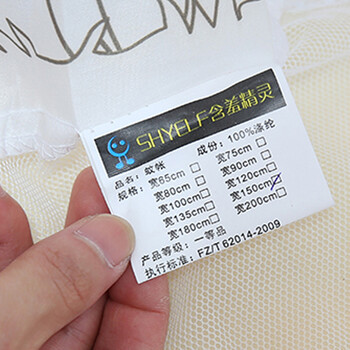 SHYELF含羞精灵
品名：蚊帐 成份：100%涤纶
规格：宽65cm□ 宽75cm□
宽80cm□ 宽90cm□
宽100cm□ 宽120cm□
宽135cm□ 宽150cm☑
宽180cm□ 宽200cm□
产品等级：一等品
执行标准：FZ/T 62014-2009